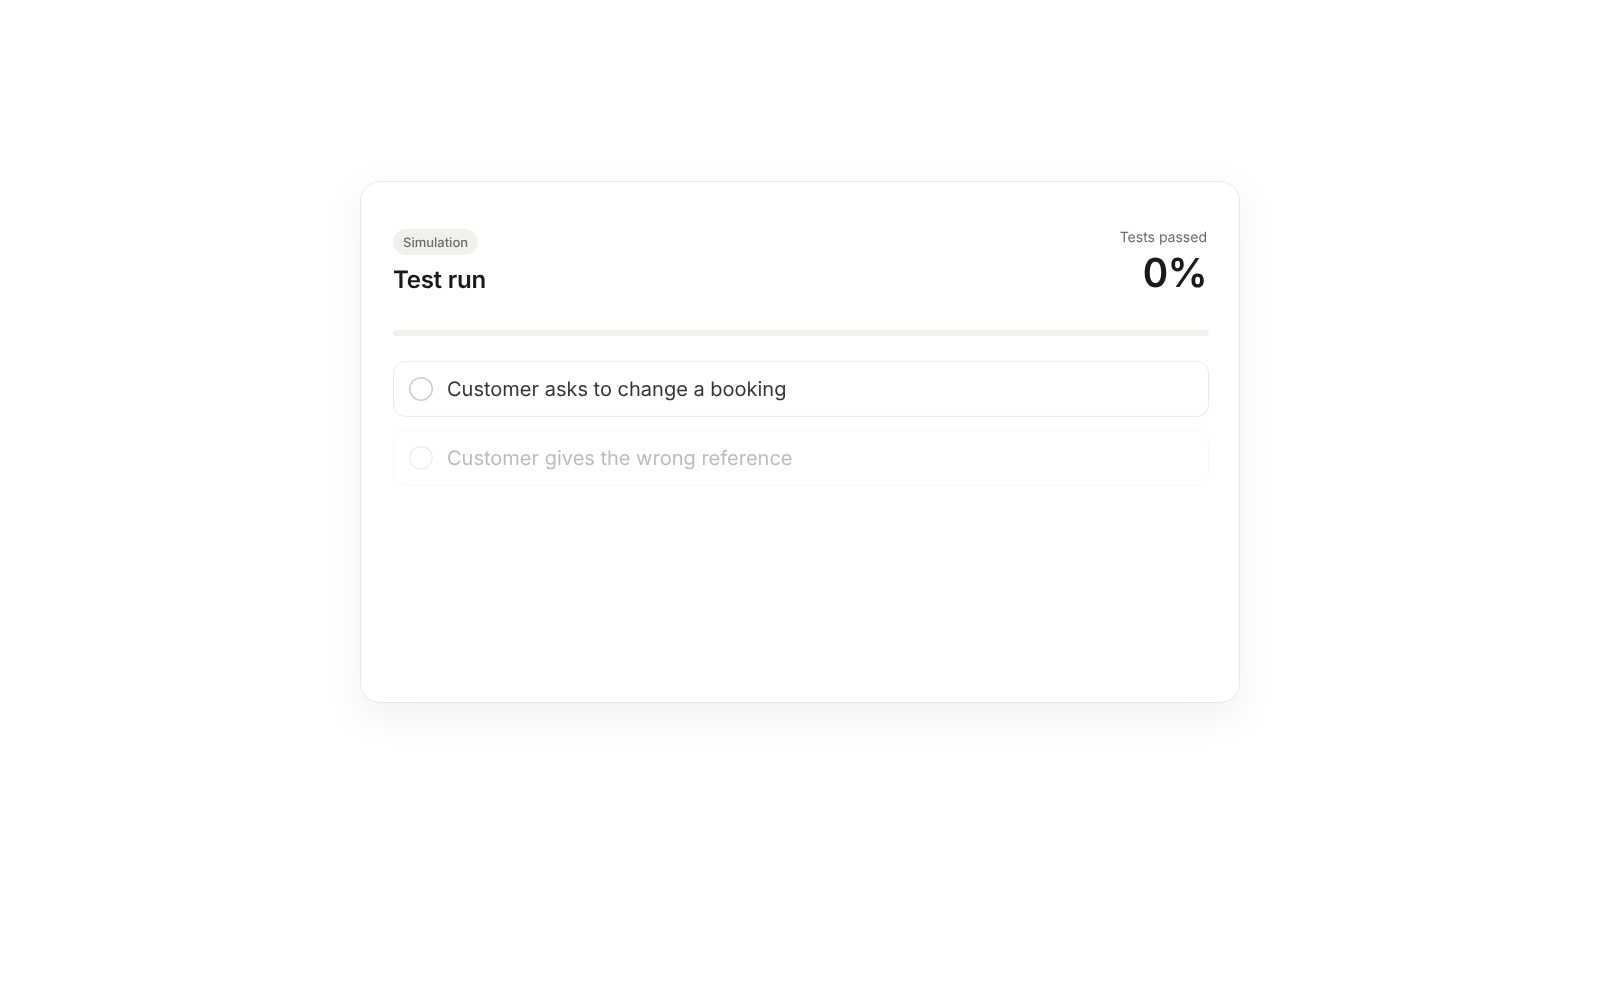 Simulation
Test run
Tests passed
0%
Customer asks to change a booking
Customer gives the wrong reference